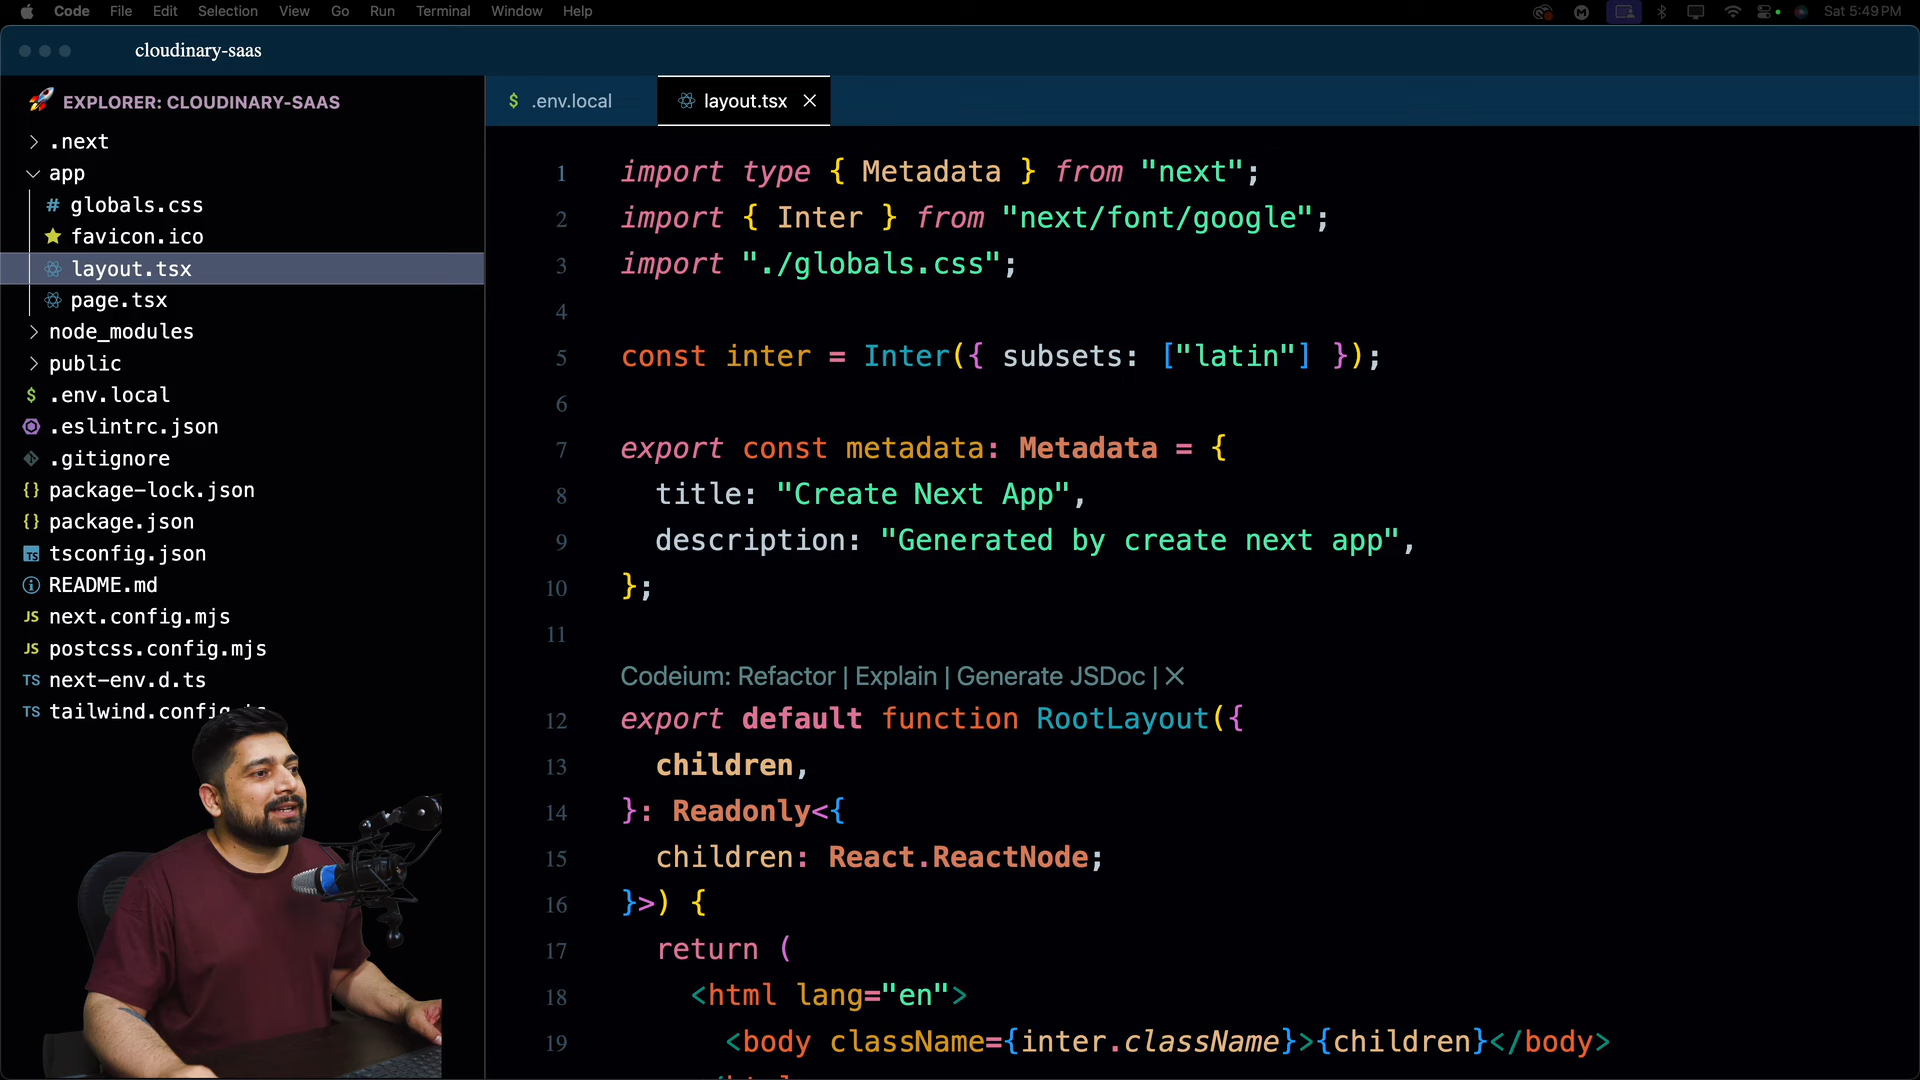 Code File Edit Selection View Go Run Terminal Window Help Sat 5:49 PM
cloudinary-saas
EXPLORER: CLOUDINARY-SAAS
.next
app
globals.css
favicon.ico
layout.tsx
page.tsx
node_modules
public
.env.local
.eslintrc.json
.gitignore
package-lock.json
package.json
tsconfig.json
README.md
next.config.mjs
postcss.config.mjs
next-env.d.ts
tailwind.config
.env.local
layout.tsx
1 import type { Metadata } from "next";
2 import { Inter } from "next/font/google";
3 import "./globals.css";
4
5 const inter = Inter({ subsets: ["latin"] });
6
7 export const metadata: Metadata = {
8 title: "Create Next App",
9 description: "Generated by create next app",
10 };
11
Codeium: Refactor | Explain | Generate JSDoc | X
12 export default function RootLayout({
13 children,
14 }: Readonly<{
15 children: React.ReactNode;
16 }>) {
17 return (
18 <html lang="en">
19 <body className={inter.className}>{children}</body>